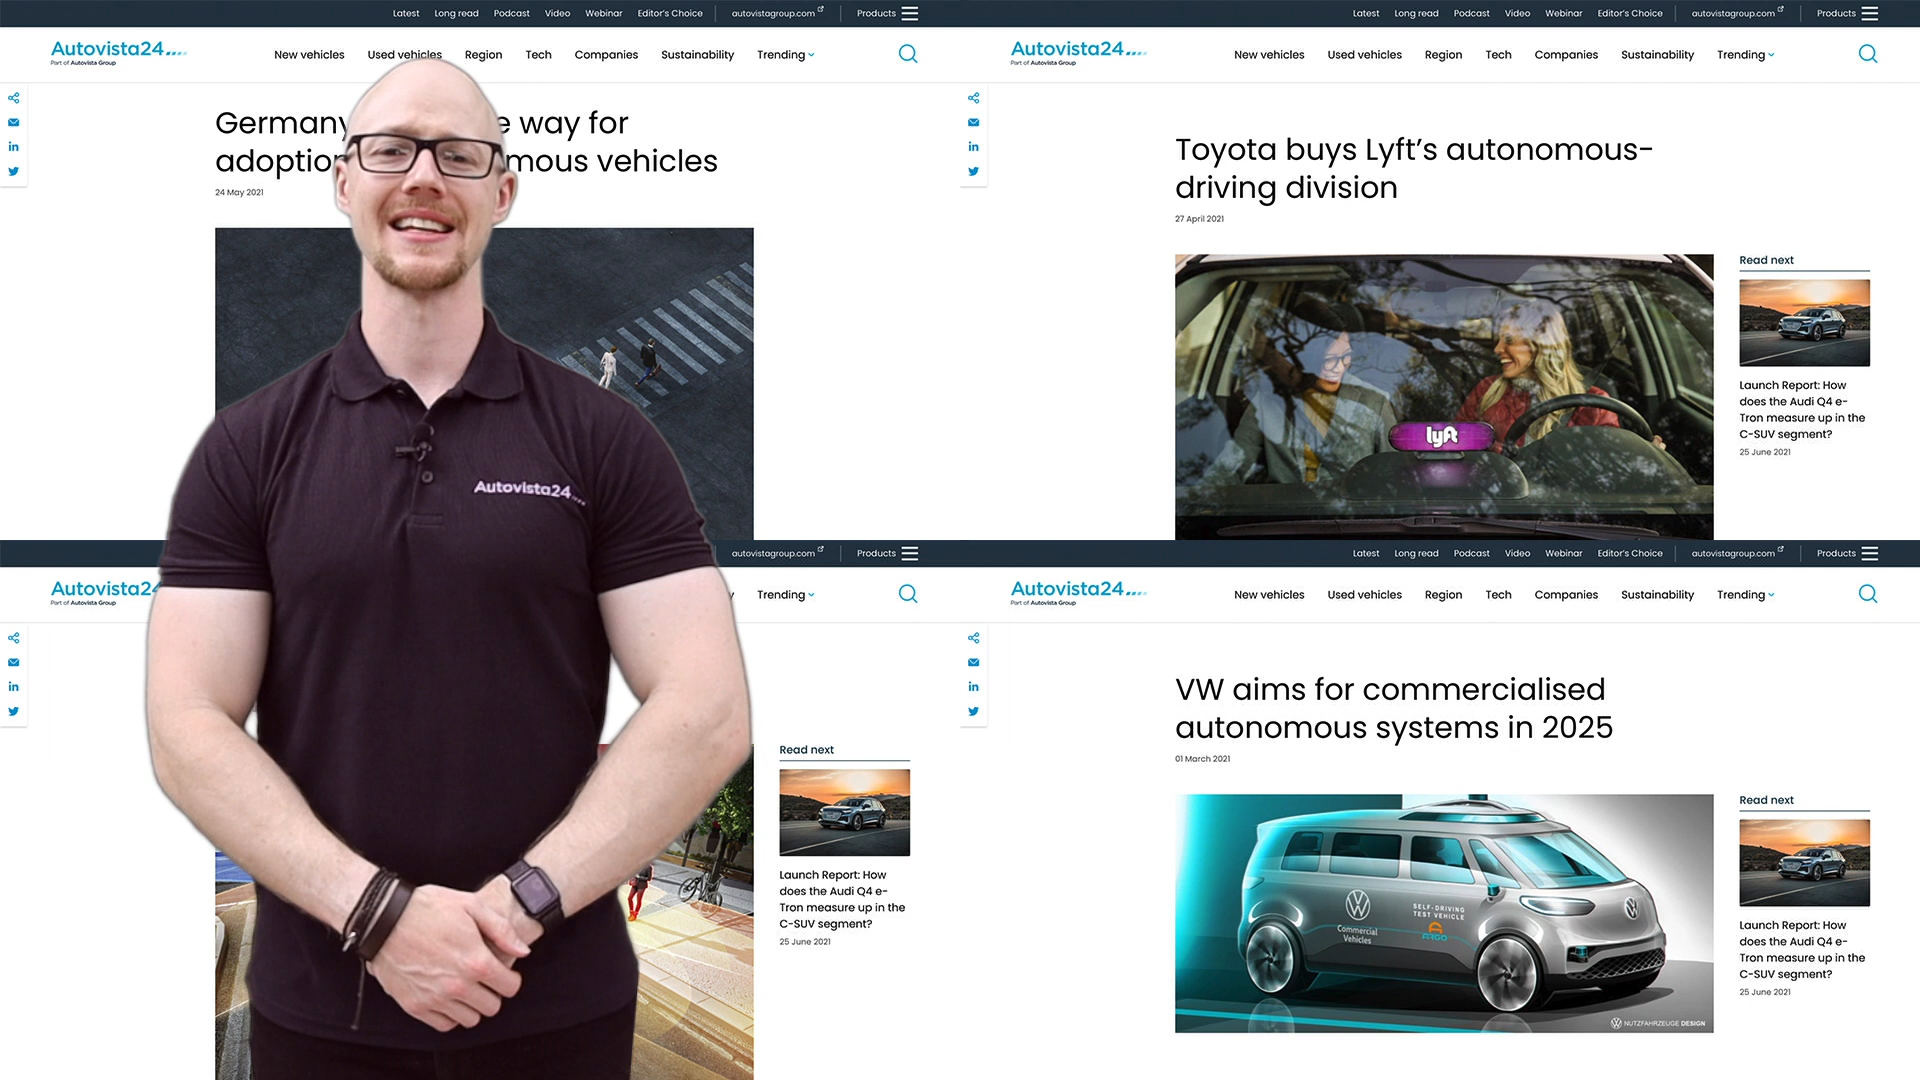 Latest Long read Podcast Video Webinar Editor's Choice autovistagroup.com Products
Autovista24
Part of Autovista Group
New vehicles Used vehicles Region Tech Companies Sustainability Trending
Germany way for
adoption vehicles
24 May 2021
Autovista24
Latest Long read Podcast Video Webinar Editor's Choice autovistagroup.com Products
Autovista24
Part of Autovista Group
New vehicles Used vehicles Region Tech Companies Sustainability Trending
Toyota buys Lyft’s autonomous-
driving division
27 April 2021
lyft
Read next
Launch Report: How
does the Audi Q4 e-
Tron measure up in the
C-SUV segment?
25 June 2021
autovistagroup.com Products
Autovista24
Part of Autovista Group
Trending
Read next
Launch Report: How
does the Audi Q4 e-
Tron measure up in the
C-SUV segment?
25 June 2021
Latest Long read Podcast Video Webinar Editor's Choice autovistagroup.com Products
Autovista24
Part of Autovista Group
New vehicles Used vehicles Region Tech Companies Sustainability Trending
VW aims for commercialised
autonomous systems in 2025
01 March 2021
Commercial
Vehicles
SELF-DRIVING
TEST VEHICLE
ARGO
NUTZFAHRZEUGE DESIGN
Read next
Launch Report: How
does the Audi Q4 e-
Tron measure up in the
C-SUV segment?
25 June 2021